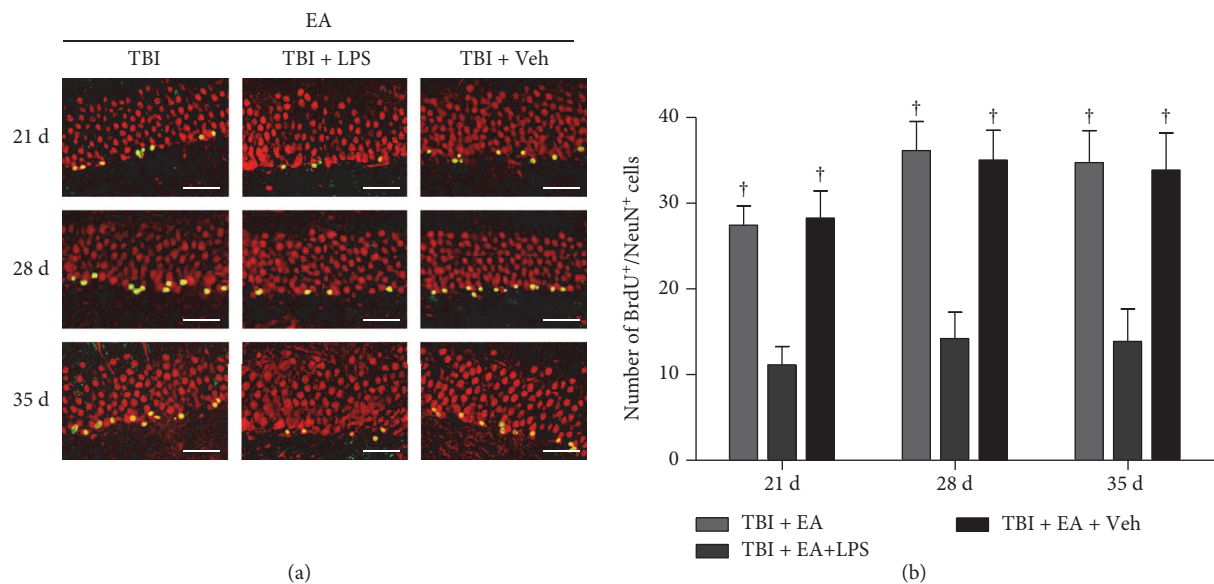 EA
TBI
TBI + LPS
TBI + Veh
21 d
28 d
35 d
(a)
Number of BrdU⁺/NeuN⁺ cells
40
30
20
10
0
† † † † † †
21 d 28 d 35 d
TBI + EA
TBI + EA+LPS
TBI + EA + Veh
(b)